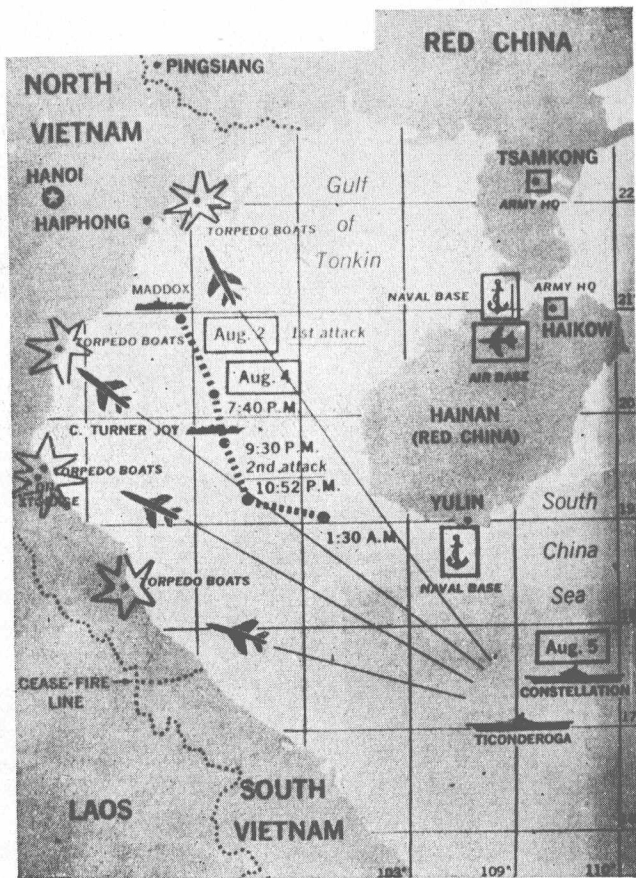 RED CHINA
NORTH
VIETNAM
PINGSIANG
HANOI
HAIPHONG
TORPEDO BOATS
Gulf
of
Tonkin
TSAMKONG
ARMY HQ
22
MADDOX
NAVAL BASE
ARMY HQ
21
HAIKOW
AIR BASE
Aug. 2
1st attack
TORPEDO BOATS
Aug. 4
7:40 P.M.
20
C. TURNER JOY
HAINAN
(RED CHINA)
9:30 P.M.
2nd attack
10:52 P.M.
TORPEDO BOATS
OIL
STORAGE
1:30 A.M.
YULIN
NAVAL BASE
19
South
China
Sea
TORPEDO BOATS
Aug. 5
CONSTELLATION
CEASE-FIRE
LINE
17
TICONDEROGA
LAOS
SOUTH
VIETNAM
103°
109°
110°